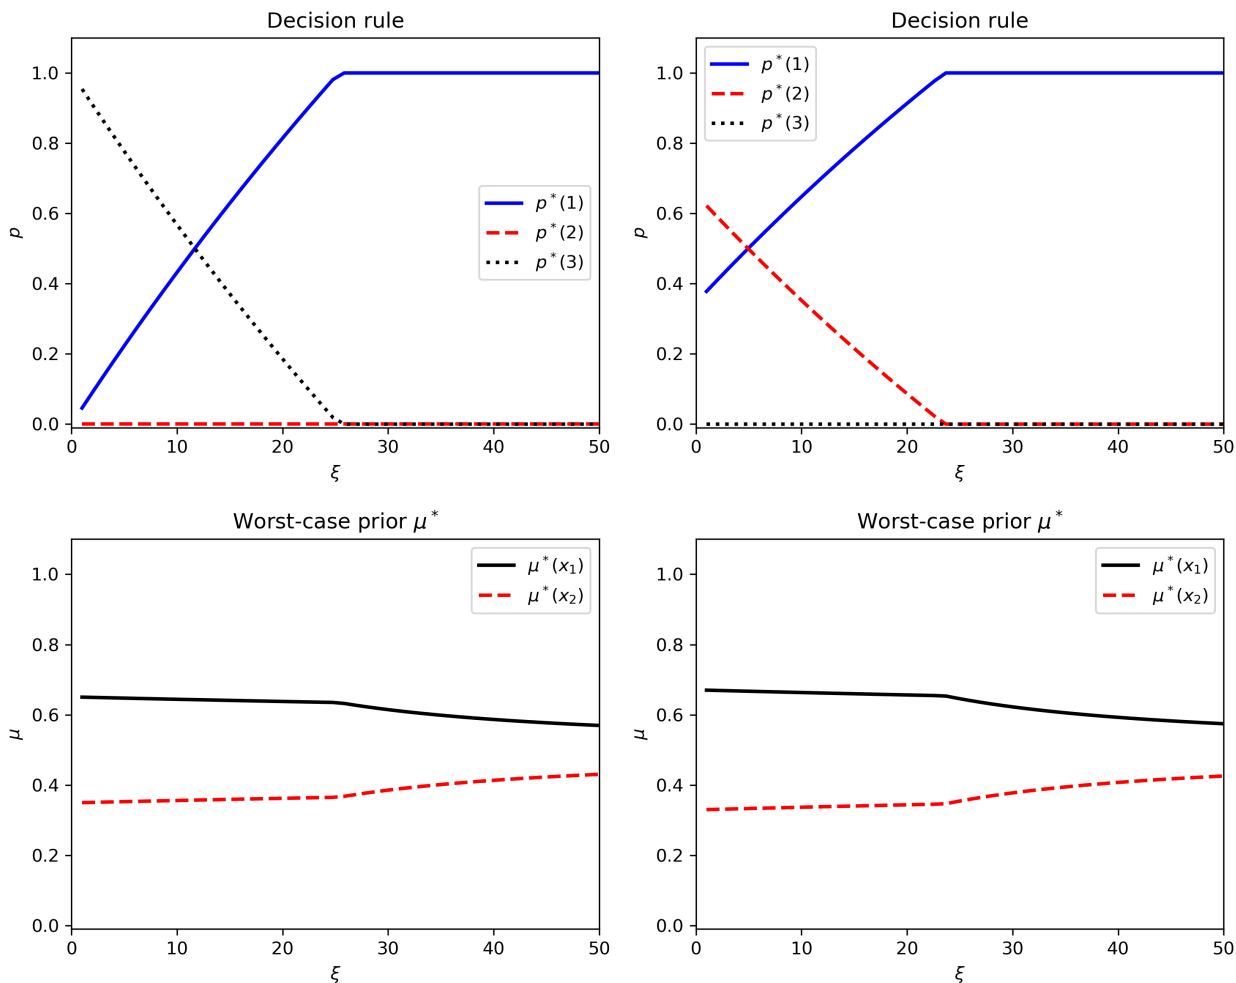 Decision rule
1.0
0.8
0.6
0.4
0.2
0.0
p
p*(1)
p*(2)
p*(3)
0 10 20 30 40 50
ξ
Decision rule
1.0
0.8
0.6
0.4
0.2
0.0
p
p*(1)
p*(2)
p*(3)
0 10 20 30 40 50
ξ
Worst-case prior μ*
1.0
0.8
0.6
0.4
0.2
0.0
μ
μ*(x₁)
μ*(x₂)
0 10 20 30 40 50
ξ
Worst-case prior μ*
1.0
0.8
0.6
0.4
0.2
0.0
μ
μ*(x₁)
μ*(x₂)
0 10 20 30 40 50
ξ